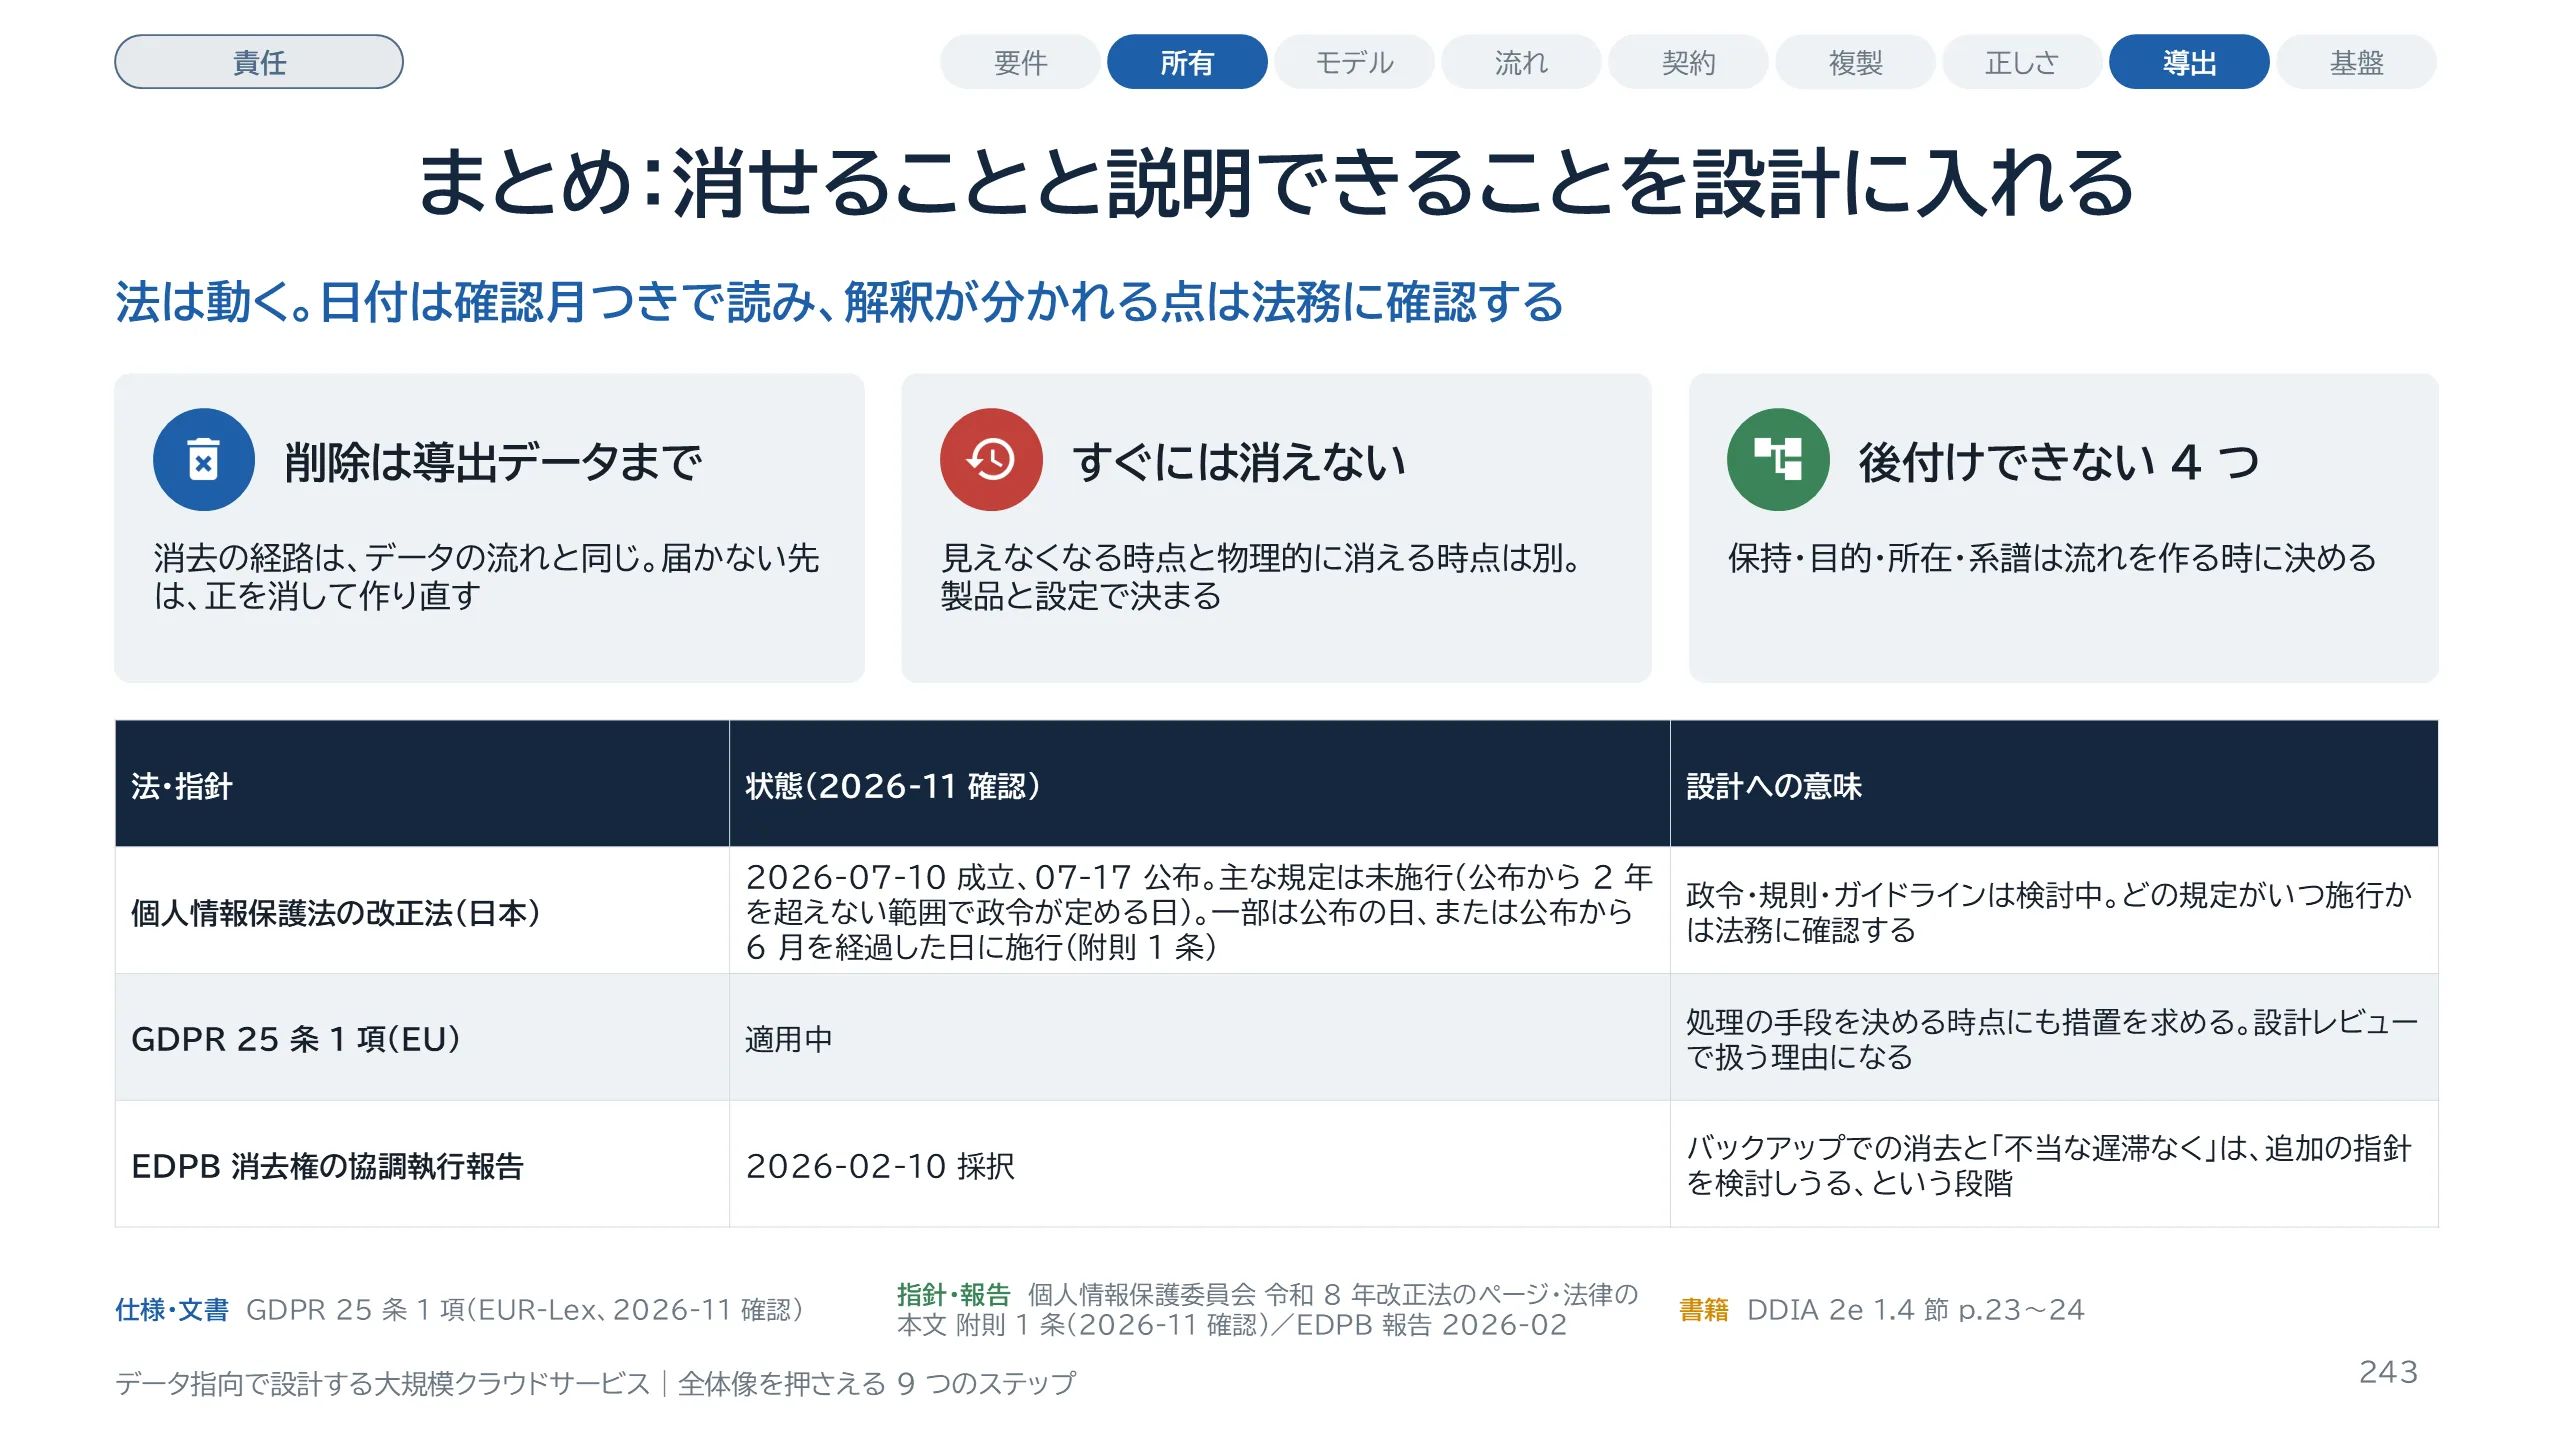 責任
要件
所有
モデル
流れ
契約
複製
正しさ
導出
基盤
まとめ：消せることと説明できることを設計に入れる
法は動く。日付は確認月つきで読み、解釈が分かれる点は法務に確認する
削除は導出データまで
消去の経路は、データの流れと同じ。届かない先
は、正を消して作り直す
すぐには消えない
見えなくなる時点と物理的に消える時点は別。
製品と設定で決まる
後付けできない 4 つ
保持・目的・所在・系譜は流れを作る時に決める
法・指針
状態（2026-11 確認）
設計への意味
個人情報保護法の改正法（日本）
2026-07-10 成立、07-17 公布。主な規定は未施行（公布から 2 年
を超えない範囲で政令が定める日）。一部は公布の日、または公布から
6 月を経過した日に施行（附則 1 条）
政令・規則・ガイドラインは検討中。どの規定がいつ施行か
は法務に確認する
GDPR 25 条 1 項（EU）
適用中
処理の手段を決める時点にも措置を求める。設計レビュー
で扱う理由になる
EDPB 消去権の協調執行報告
2026-02-10 採択
バックアップでの消去と「不当な遅滞なく」は、追加の指針
を検討しうる、という段階
仕様・文書 GDPR 25 条 1 項（EUR-Lex、2026-11 確認）
指針・報告 個人情報保護委員会 令和 8 年改正法のページ・法律の
本文 附則 1 条（2026-11 確認）／EDPB 報告 2026-02
書籍 DDIA 2e 1.4 節 p.23～24
データ指向で設計する大規模クラウドサービス｜全体像を押さえる 9 つのステップ
243